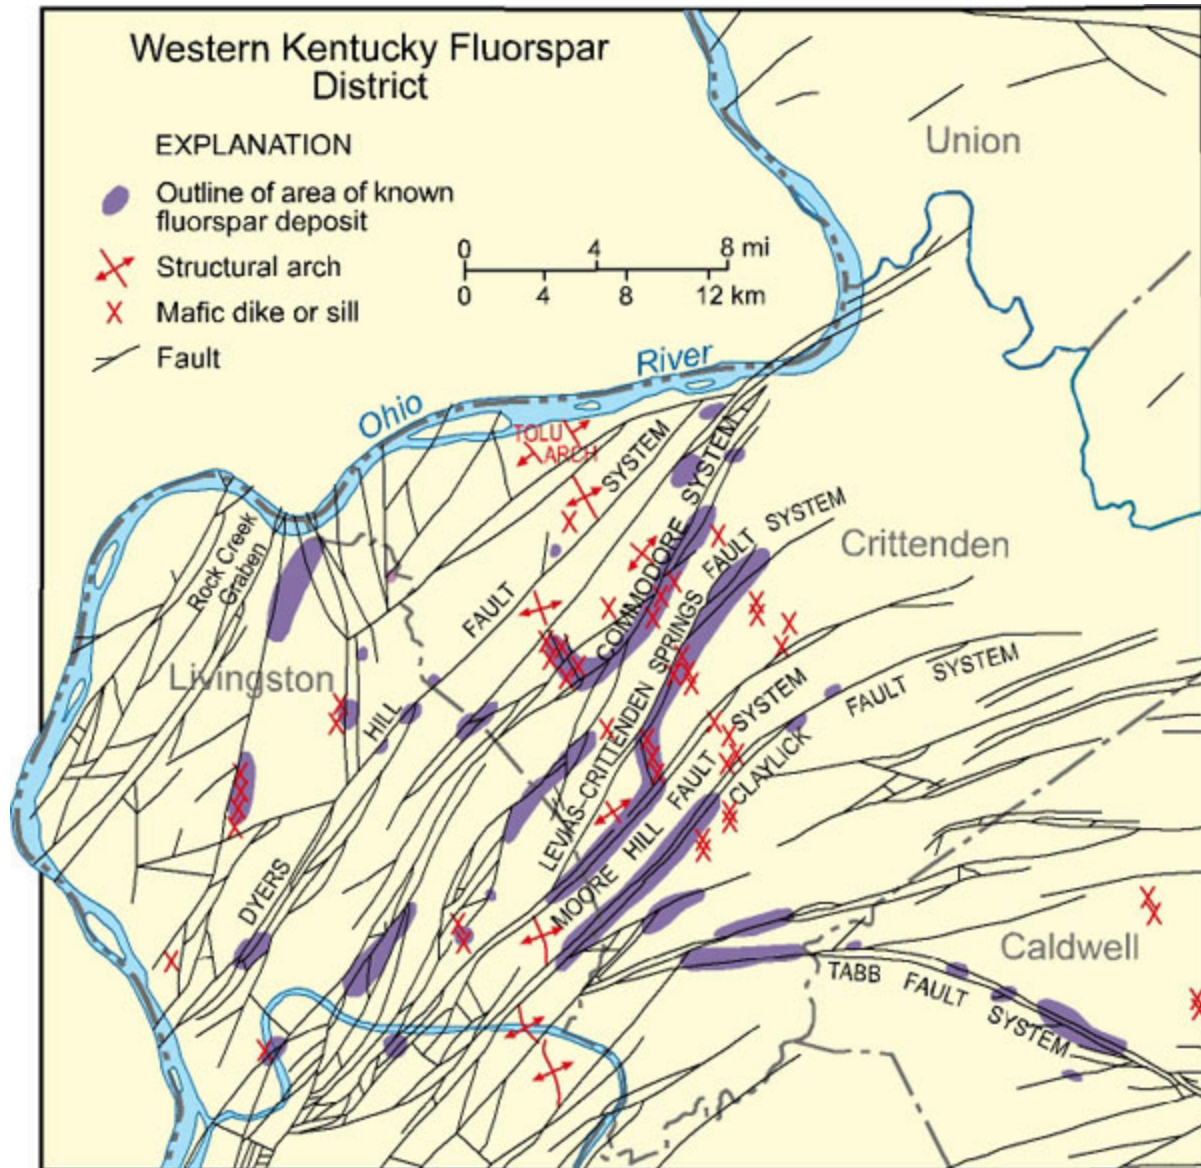 Western Kentucky Fluorspar
District
EXPLANATION
Outline of area of known
fluorspar deposit
Structural arch
Mafic dike or sill
Fault
0 4 8 mi
0 4 8 12 km
Union
River
Ohio
TOLU
ARCH
SYSTEM
COMMODORE SYSTEM
LEVIAS-CRITTENDEN SPRINGS FAULT SYSTEM
Crittenden
Rock Creek
Graben
Livingston
DYERS HILL FAULT
MOORE HILL FAULT SYSTEM
CLAYLICK FAULT SYSTEM
Caldwell
TABB FAULT SYSTEM